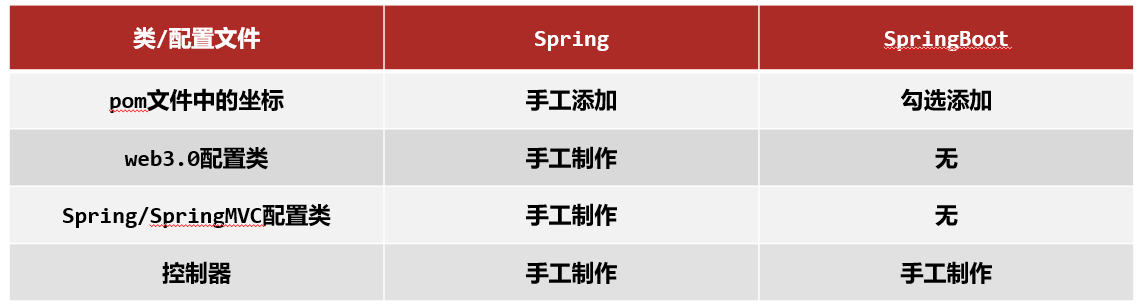 类/配置文件 Spring SpringBoot
pom文件中的坐标 手工添加 勾选添加
web3.0配置类 手工制作 无
Spring/SpringMVC配置类 手工制作 无
控制器 手工制作 手工制作